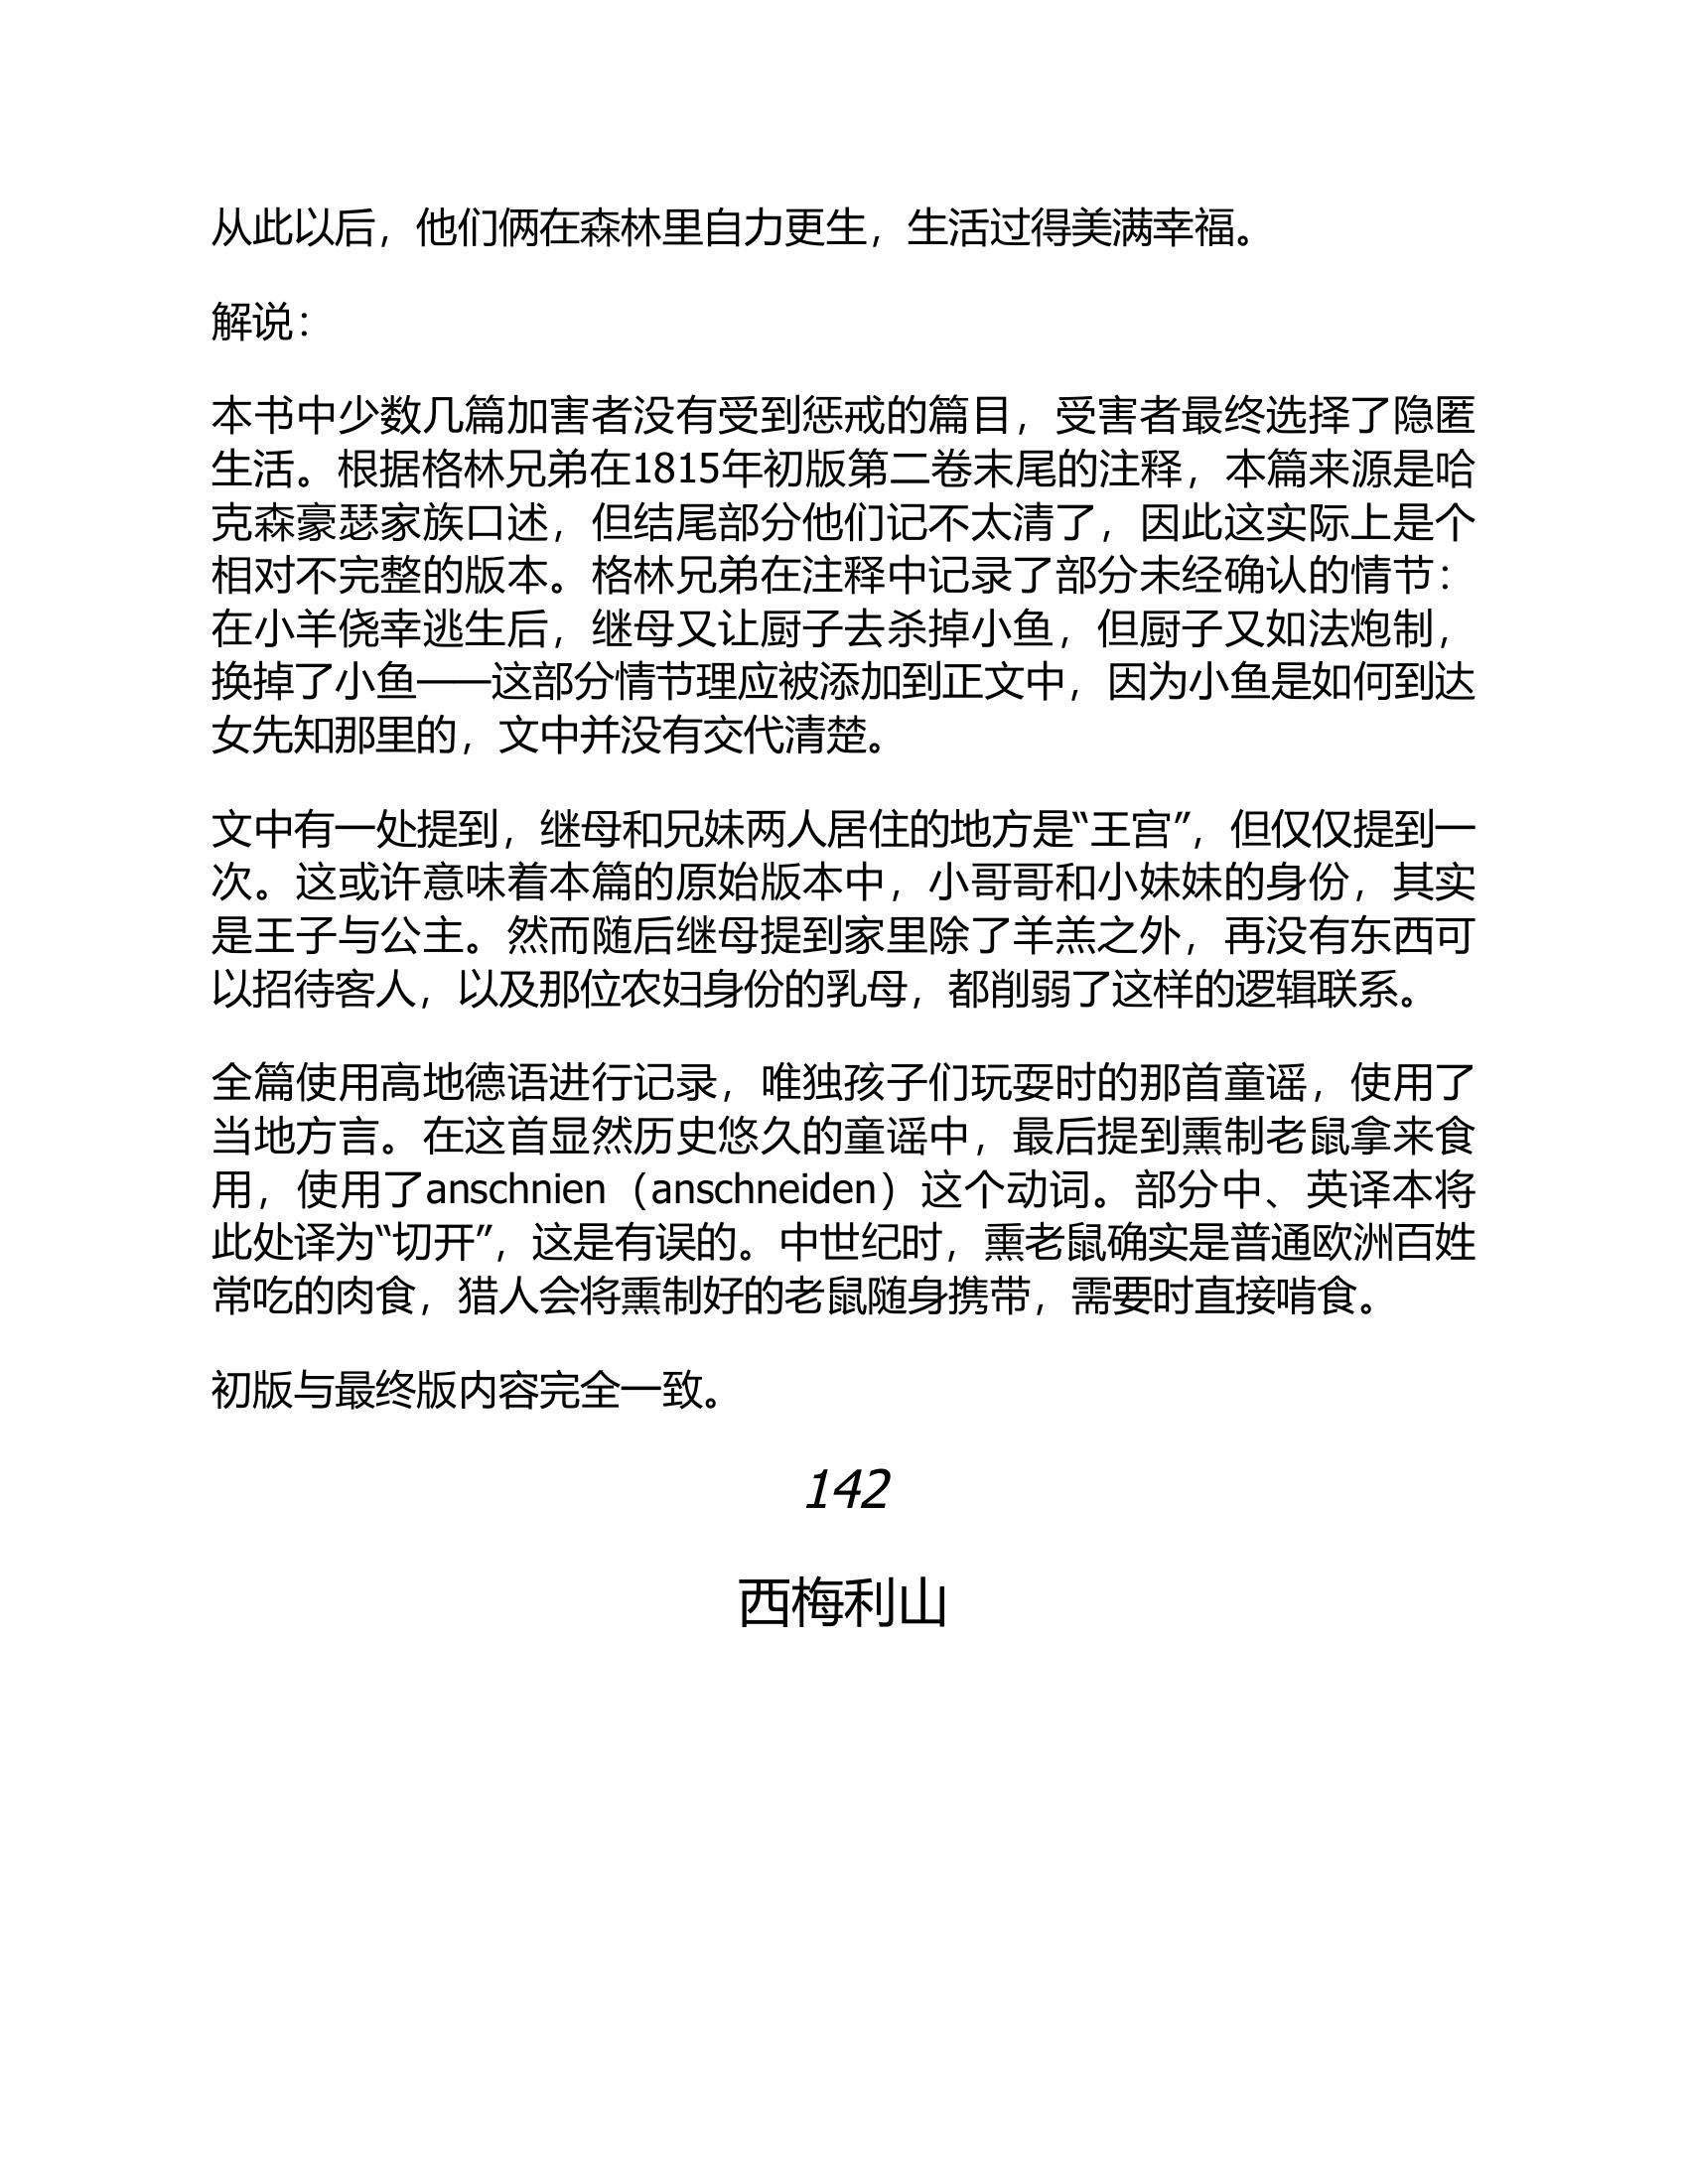 从此以后，他们俩在森林里自力更生，生活过得美满幸福。
解说：
本书中少数几篇加害者没有受到惩戒的篇目，受害者最终选择了隐匿
生活。根据格林兄弟在1815年初版第二卷末尾的注释，本篇来源是哈
克森豪瑟家族口述，但结尾部分他们记不太清了，因此这实际上是个
相对不完整的版本。格林兄弟在注释中记录了部分未经确认的情节：
在小羊侥幸逃生后，继母又让厨子去杀掉小鱼，但厨子又如法炮制，
换掉了小鱼——这部分情节理应被添加到正文中，因为小鱼是如何到达
女先知那里的，文中并没有交代清楚。
文中有一处提到，继母和兄妹两人居住的地方是“王宫”，但仅仅提到一
次。这或许意味着本篇的原始版本中，小哥哥和小妹妹的身份，其实
是王子与公主。然而随后继母提到家里除了羊羔之外，再没有东西可
以招待客人，以及那位农妇身份的乳母，都削弱了这样的逻辑联系。
全篇使用高地德语进行记录，唯独孩子们玩耍时的那首童谣，使用了
当地方言。在这首显然历史悠久的童谣中，最后提到熏制老鼠拿来食
用，使用了anschnien（anschneiden）这个动词。部分中、英译本将
此处译为“切开”，这是有误的。中世纪时，熏老鼠确实是普通欧洲百姓
常吃的肉食，猎人会将熏制好的老鼠随身携带，需要时直接啃食。
初版与最终版内容完全一致。
142
西梅利山